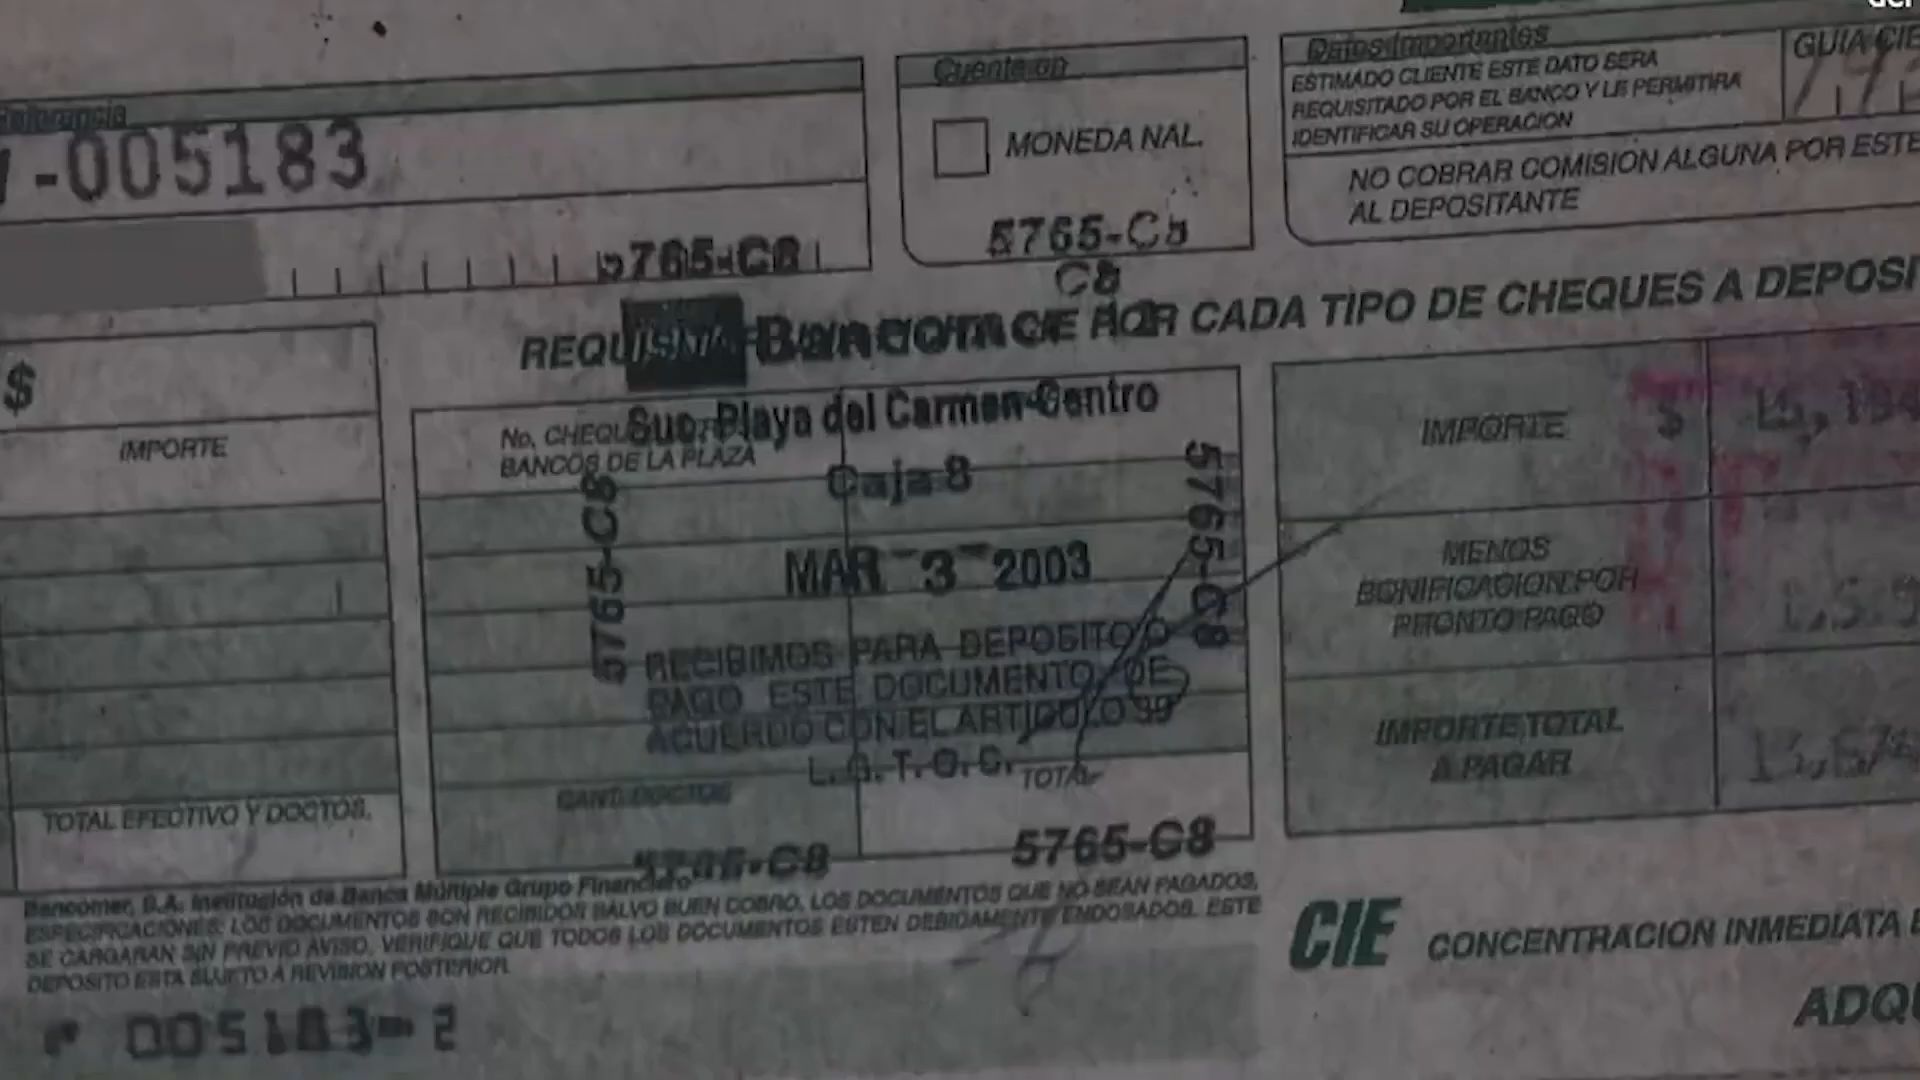 Referencia
-005183
5765-C8
Cuenta en
MONEDA NAL.
5765-C8
C8
Datos Importantes
ESTIMADO CLIENTE ESTE DATO SERA
REQUISITADO POR EL BANCO Y LE PERMITIRA
IDENTIFICAR SU OPERACION
GUIA CIE
NO COBRAR COMISION ALGUNA POR ESTE
AL DEPOSITANTE
POR CADA TIPO DE CHEQUES A DEPOSI
Bancomer
$
IMPORTE
TOTAL EFECTIVO Y DOCTOS.
No. CHEQUE
BANCOS DE LA PLAZA
Suc. Playa del Carmen-Centro
Caja 8
5765-C8
5765-C8
MAR - 3 - 2003
RECIBIMOS PARA DEPOSITO O
PAGO ESTE DOCUMENTO DE
ACUERDO CON EL ARTICULO 39
L.G.T.O.C.
CANT. DOCTOS
TOTAL
5765-C8
5765-C8
IMPORTE $
MENOS
BONIFICACION POR
PRONTO PAGO
IMPORTE TOTAL
A PAGAR
Bancomer, S.A. Institución de Banca Múltiple Grupo Financiero
ESPECIFICACIONES: LOS DOCUMENTOS SON RECIBIDOS SALVO BUEN COBRO, LOS DOCUMENTOS QUE NO SEAN PAGADOS,
SE CARGARAN SIN PREVIO AVISO, VERIFIQUE QUE TODOS LOS DOCUMENTOS ESTEN DEBIDAMENTE ENDOSADOS. ESTE
DEPOSITO ESTA SUJETO A REVISION POSTERIOR.
005183-2
CIE CONCENTRACION INMEDIATA E
ADQU